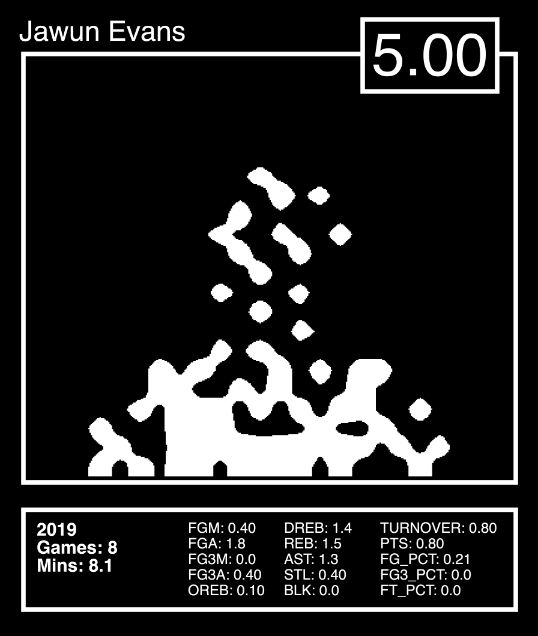 Jawun Evans
5.00
2019
Games: 8
Mins: 8.1
FGM: 0.40
FGA: 1.8
FG3M: 0.0
FG3A: 0.40
OREB: 0.10
DREB: 1.4
REB: 1.5
AST: 1.3
STL: 0.40
BLK: 0.0
TURNOVER: 0.80
PTS: 0.80
FG_PCT: 0.21
FG3_PCT: 0.0
FT_PCT: 0.0